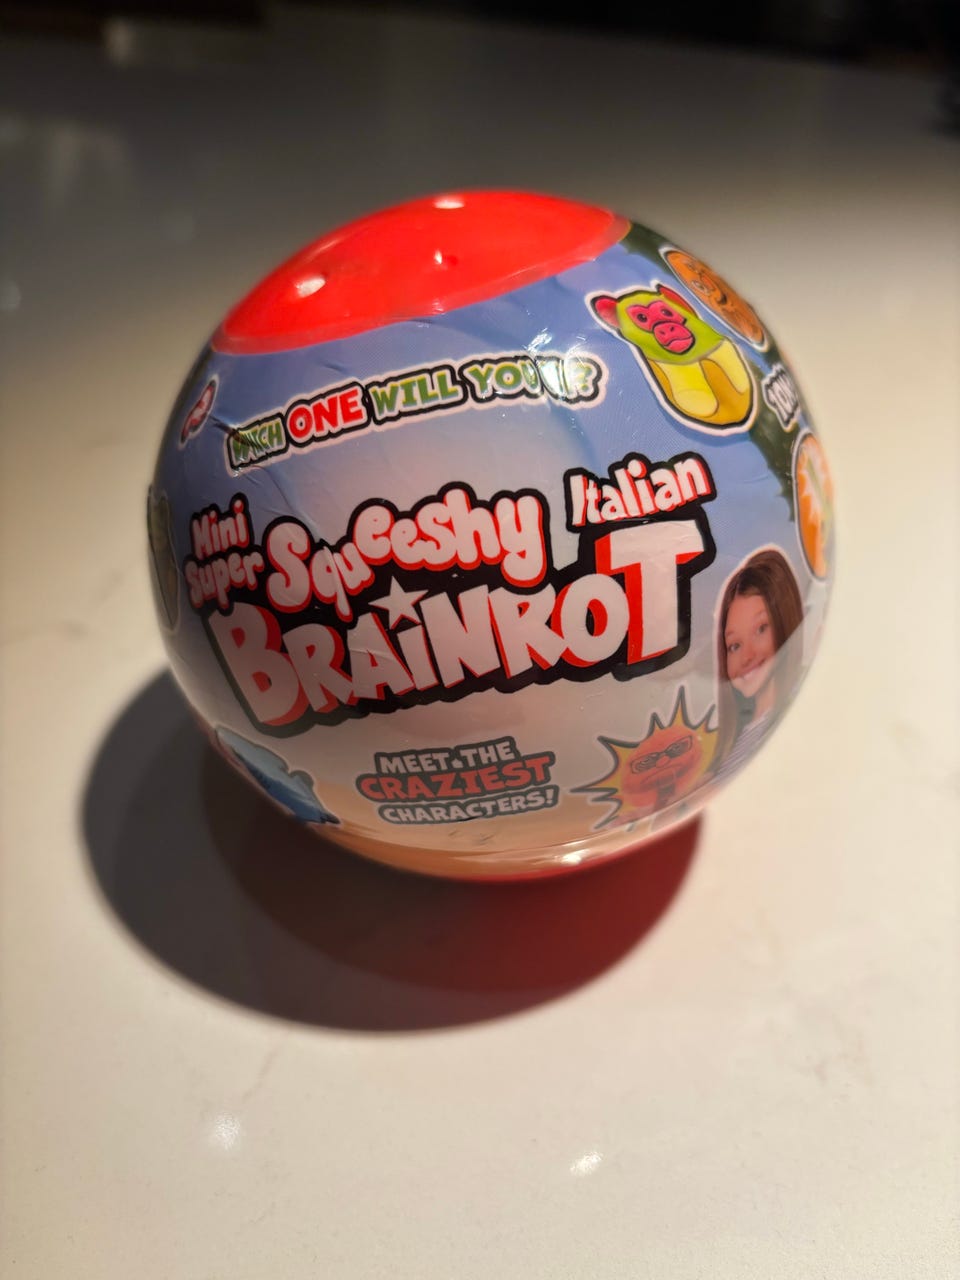 WHICH ONE WILL YOU
Mini
Super Squeeshy Italian
BRAiNROT
MEET THE
CRAZIEST
CHARACTERS!